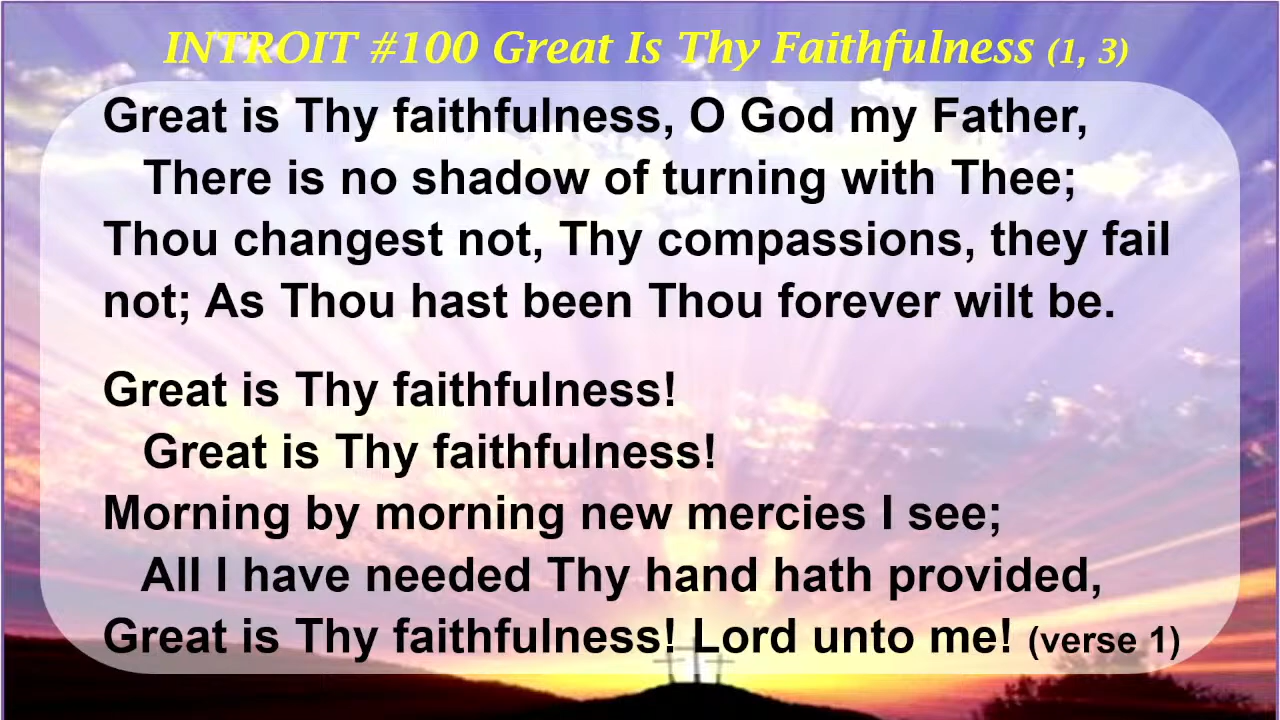 INTROIT #100 Great Is Thy Faithfulness (1, 3)
Great is Thy faithfulness, O God my Father,
There is no shadow of turning with Thee;
Thou changest not, Thy compassions, they fail
not; As Thou hast been Thou forever wilt be.
Great is Thy faithfulness!
Great is Thy faithfulness!
Morning by morning new mercies I see;
All I have needed Thy hand hath provided,
Great is Thy faithfulness! Lord unto me! (verse 1)